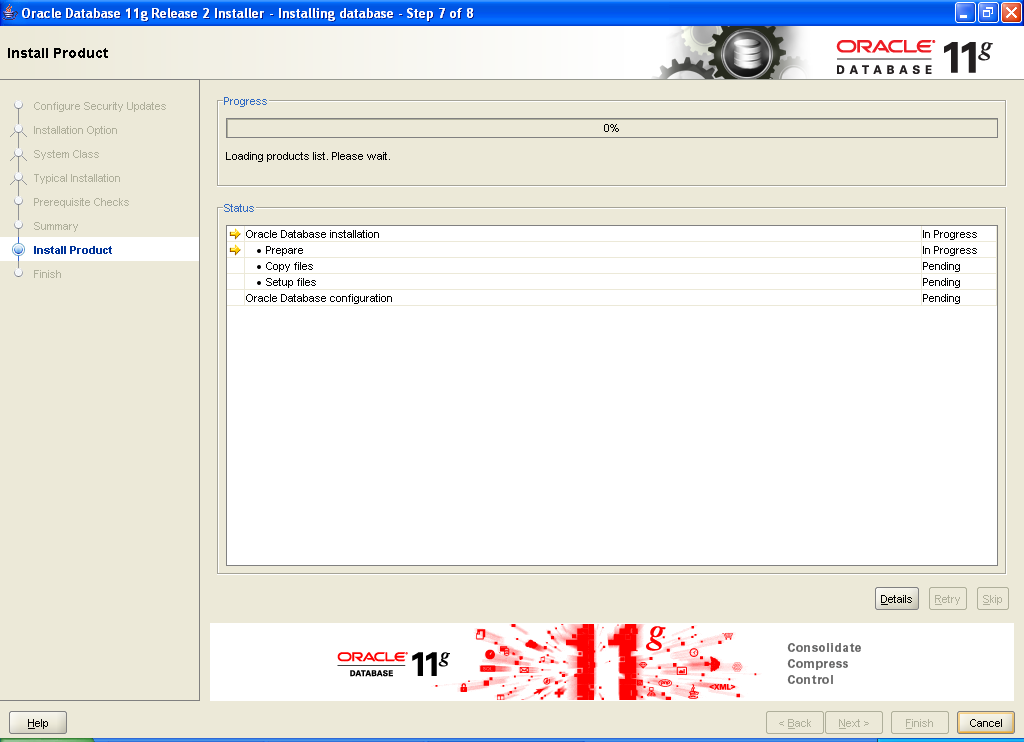 Oracle Database 11g Release 2 Installer - Installing database - Step 7 of 8
Install Product
ORACLE
DATABASE 11g
Configure Security Updates
Installation Option
System Class
Typical Installation
Prerequisite Checks
Summary
Install Product
Finish
Progress
0%
Loading products list. Please wait.
Status
Oracle Database installation In Progress
• Prepare In Progress
• Copy files Pending
• Setup files Pending
Oracle Database configuration Pending
Details Retry Skip
ORACLE
DATABASE 11g
11g
<XML>
Consolidate
Compress
Control
Help < Back Next > Finish Cancel